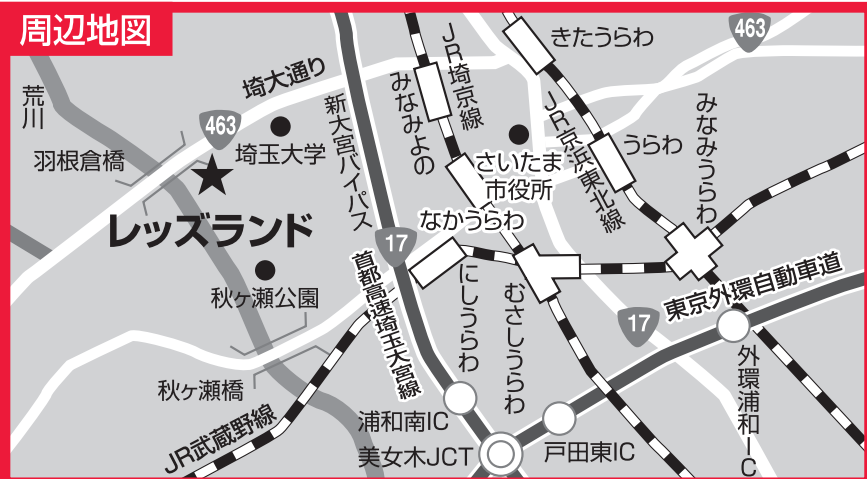 周辺地図
荒川
埼大通り
463
羽根倉橋
埼玉大学
レッズランド
秋ヶ瀬公園
秋ヶ瀬橋
JR武蔵野線
新大宮バイパス
17
首都高速埼玉大宮線
みなみよの
JR埼京線
きたうらわ
463
さいたま
市役所
JR京浜東北線
うらわ
みなみうらわ
なかうらわ
にしうらわ
むさしうらわ
17
東京外環自動車道
浦和南IC
美女木JCT
戸田東IC
外環浦和IC